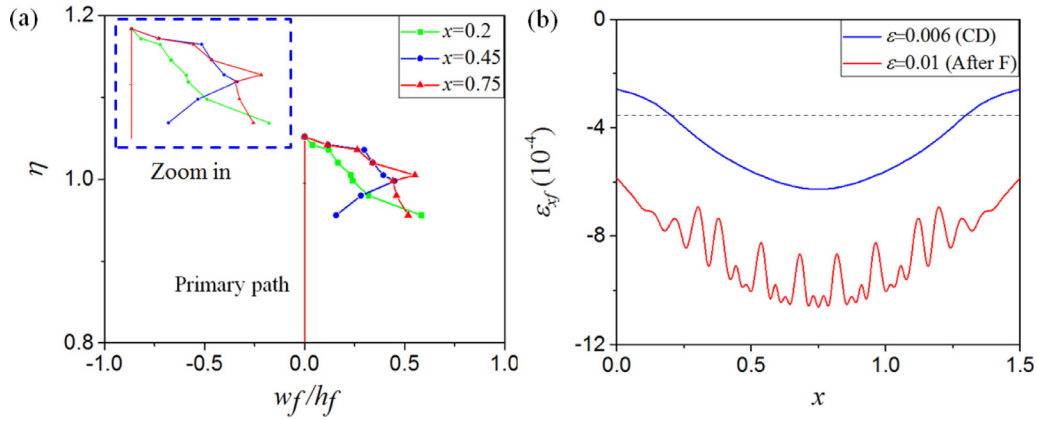 (a)
1.2
1.0
0.8
η
Zoom in
x=0.2
x=0.45
x=0.75
Primary path
-1.0
-0.5
0.0
0.5
1.0
wf/hf
(b)
0
-4
-8
-12
εxf (10-4)
ε=0.006 (CD)
ε=0.01 (After F)
0.0
0.5
1.0
1.5
x